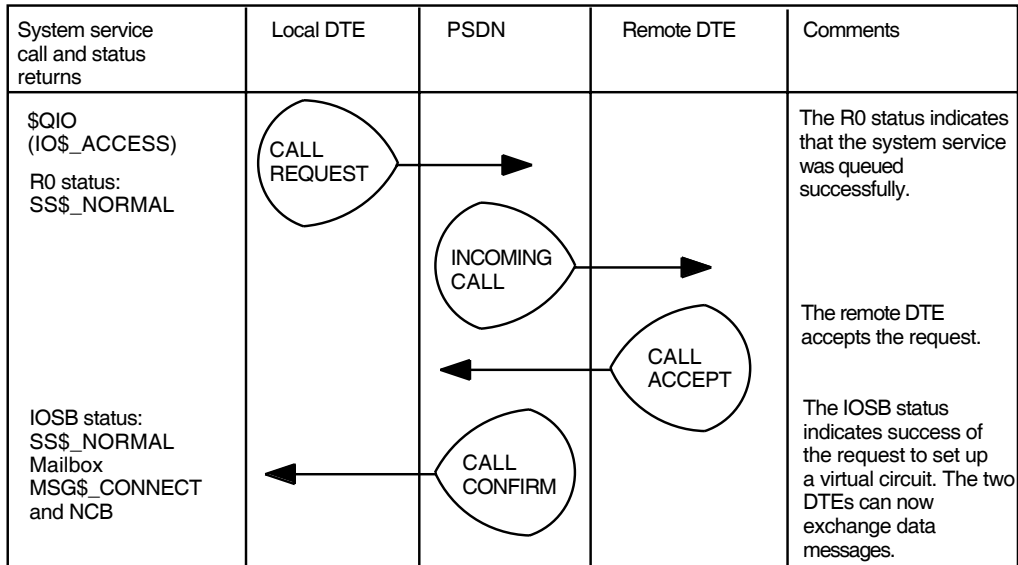 System service
call and status
returns
Local DTE
PSDN
Remote DTE
Comments
$QIO
(IO$_ACCESS)
R0 status:
SS$_NORMAL
CALL
REQUEST
The R0 status indicates
that the system service
was queued
successfully.
INCOMING
CALL
The remote DTE
accepts the request.
CALL
ACCEPT
IOSB status:
SS$_NORMAL
Mailbox
MSG$_CONNECT
and NCB
CALL
CONFIRM
The IOSB status
indicates success of
the request to set up
a virtual circuit. The two
DTEs can now
exchange data
messages.